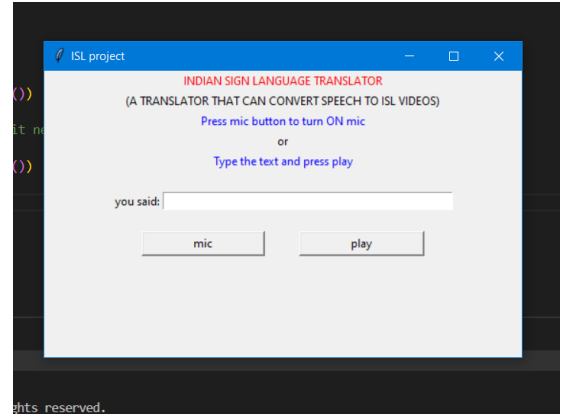 ISL project
INDIAN SIGN LANGUAGE TRANSLATOR
())
(A TRANSLATOR THAT CAN CONVERT SPEECH TO ISL VIDEOS)
Press mic button to turn ON mic
it
or
())
Type the text and press play
you said:
mic
play
reserved.